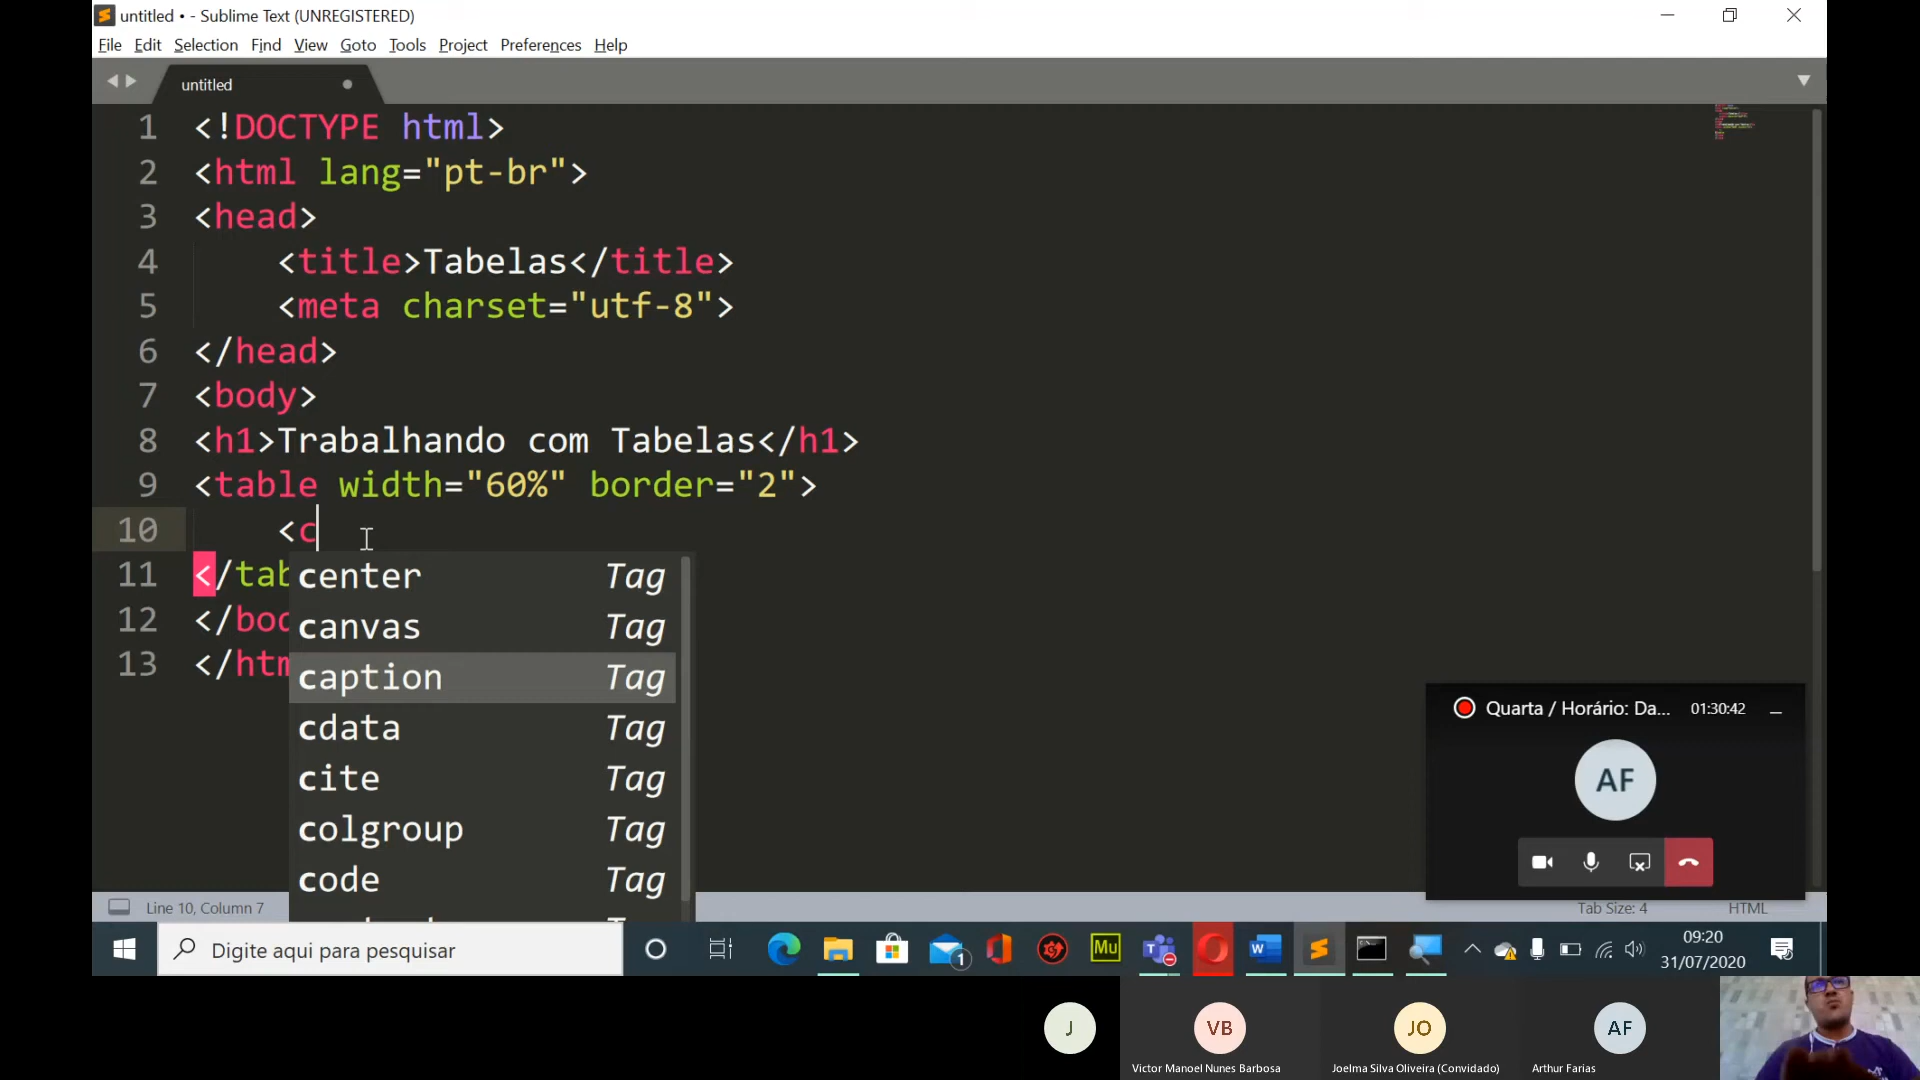 untitled • - Sublime Text (UNREGISTERED)
File Edit Selection Find View Goto Tools Project Preferences Help
untitled
1 <!DOCTYPE html>
2 <html lang="pt-br">
3 <head>
4 <title>Tabelas</title>
5 <meta charset="utf-8">
6 </head>
7 <body>
8 <h1>Trabalhando com Tabelas</h1>
9 <table width="60%" border="2">
10 <c
11 </tab
12 </bod
13 </htm
center Tag
canvas Tag
caption Tag
cdata Tag
cite Tag
colgroup Tag
code Tag
Quarta / Horário: Da... 01:30:42
AF
Line 10, Column 7
Tab Size: 4 HTML
Digite aqui para pesquisar
1
Mu
09:20
31/07/2020
J
VB
JO
AF
Victor Manoel Nunes Barbosa
Joelma Silva Oliveira (Convidado)
Arthur Farias